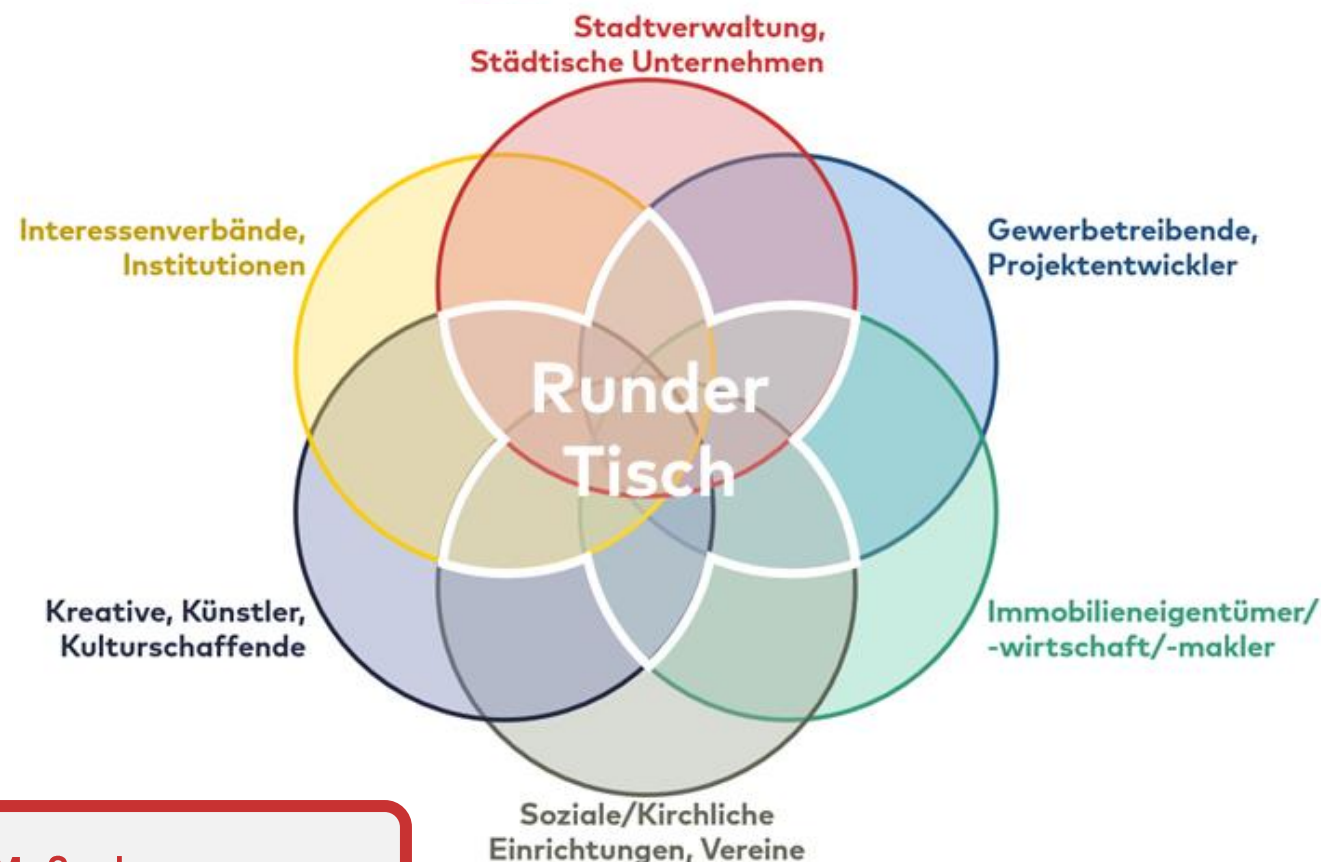 Stadtverwaltung,
Städtische Unternehmen
Interessenverbände,
Institutionen
Gewerbetreibende,
Projektentwickler
Runder
Tisch
Kreative, Künstler,
Kulturschaffende
Immobilieneigentümer/
-wirtschaft/-makler
Soziale/Kirchliche
Einrichtungen, Vereine